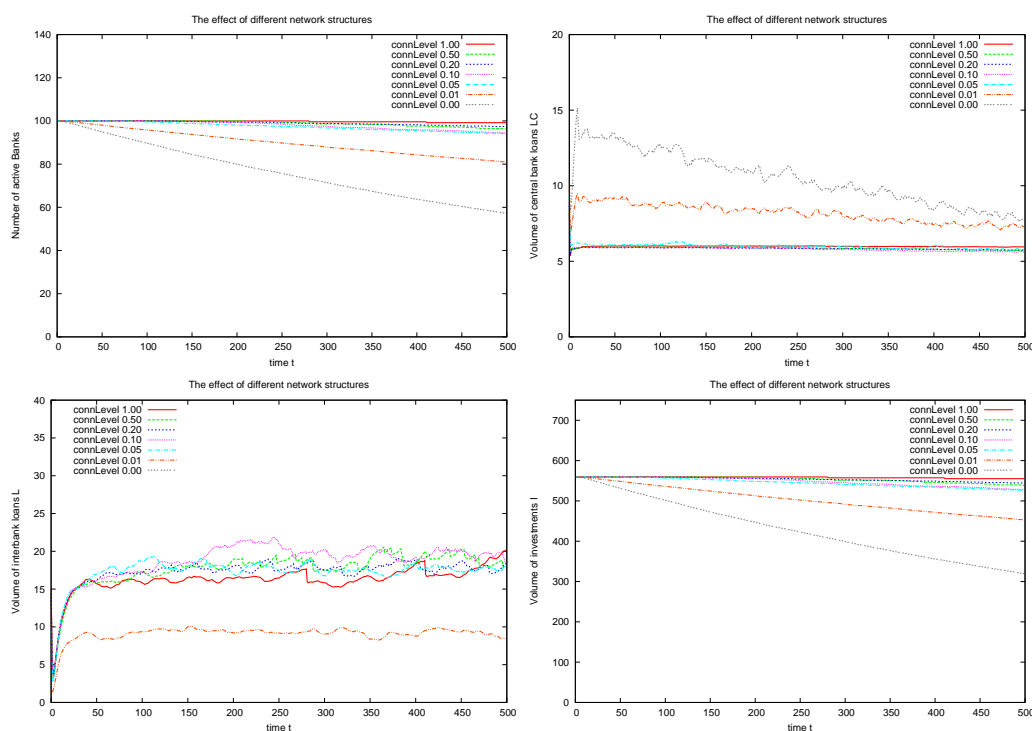 The effect of different network structures
140
120
100
80
60
40
20
0
Number of active Banks
connLevel 1.00
connLevel 0.50
connLevel 0.20
connLevel 0.10
connLevel 0.05
connLevel 0.01
connLevel 0.00
0 50 100 150 200 250 300 350 400 450 500
time t
The effect of different network structures
20
15
10
5
0
Volume of central bank loans LC
connLevel 1.00
connLevel 0.50
connLevel 0.20
connLevel 0.10
connLevel 0.05
connLevel 0.01
connLevel 0.00
0 50 100 150 200 250 300 350 400 450 500
time t
The effect of different network structures
40
35
30
25
20
15
10
5
0
Volume of interbank loans L
connLevel 1.00
connLevel 0.50
connLevel 0.20
connLevel 0.10
connLevel 0.05
connLevel 0.01
connLevel 0.00
0 50 100 150 200 250 300 350 400 450 500
time t
The effect of different network structures
700
600
500
400
300
200
100
0
Volume of investments I
connLevel 1.00
connLevel 0.50
connLevel 0.20
connLevel 0.10
connLevel 0.05
connLevel 0.01
connLevel 0.00
0 50 100 150 200 250 300 350 400 450 500
time t